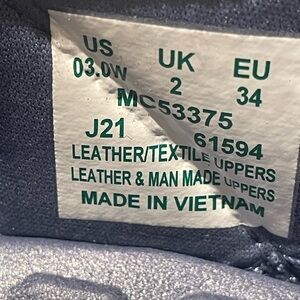 US UK EU
03.0W 2 34
MC53375
J21 61594
LEATHER/TEXTILE UPPERS
LEATHER & MAN MADE UPPERS
MADE IN VIETNAM